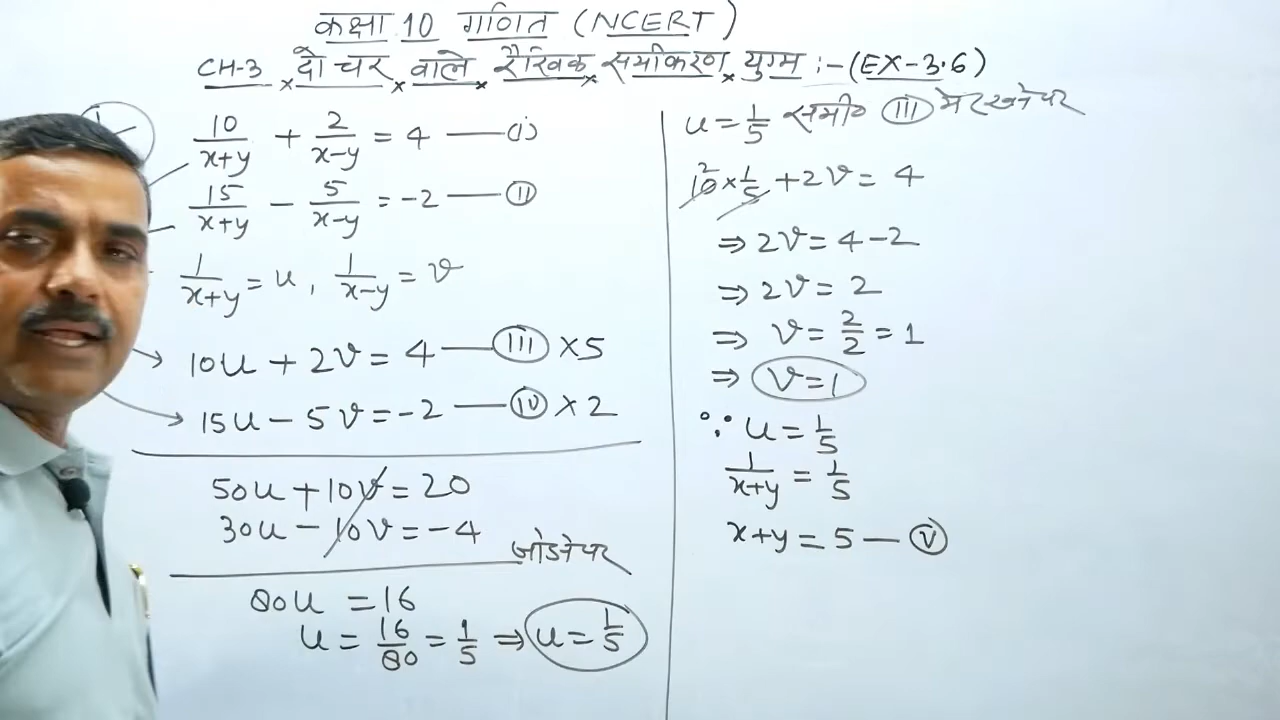 कक्षा 10 गणित (NCERT)
CH-3 × दो चर × वाले × रैखिक × समीकरण × युग्म :- (EX-3.6)
10/(x+y) + 2/(x-y) = 4 —— (i)
15/(x+y) - 5/(x-y) = -2 —— (II)
1/(x+y) = u, 1/(x-y) = v
10u + 2v = 4 —— (III) ×5
15u - 5v = -2 —— (IV) ×2
50u + 10v = 20
30u - 10v = -4
जोडने पर
80u = 16
u = 16/80 = 1/5 ⇒ u = 1/5
u = 1/5 समी० (III) मे रखने पर
10 × 1/5 + 2v = 4
2
⇒ 2v = 4 - 2
⇒ 2v = 2
⇒ v = 2/2 = 1
⇒ v = 1
∵ u = 1/5
1/(x+y) = 1/5
x+y = 5 — (V)